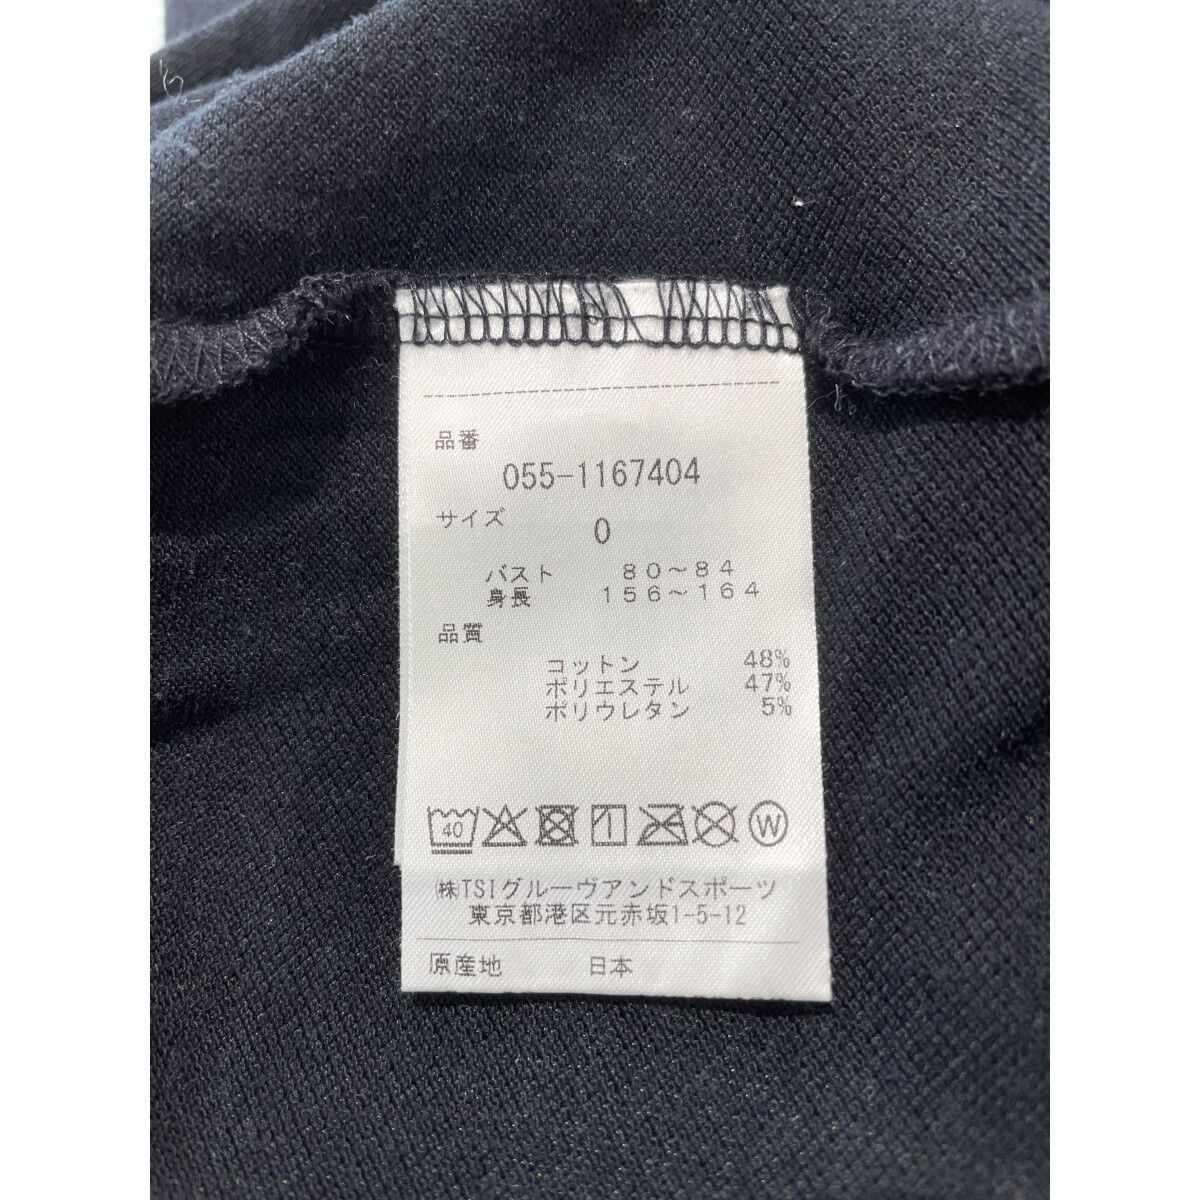 品番
055-1167404
サイズ
0
バスト 80～84
身長 156～164
品質
コットン 48%
ポリエステル 47%
ポリウレタン 5%
40 W
㈱TSIグルーヴアンドスポーツ
東京都港区元赤坂1-5-12
原産地 日本